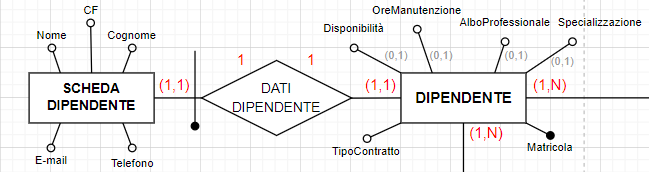 OreManutenzione
CF
Disponibilità
AlboProfessionale
Specializzazione
Nome
Cognome
(0,1)
(0,1)
(0,1)
(0,1)
1
1
SCHEDA
DIPENDENTE
(1,1)
DATI
DIPENDENTE
(1,1)
DIPENDENTE
(1,N)
(1,N)
E-mail
Telefono
TipoContratto
Matricola